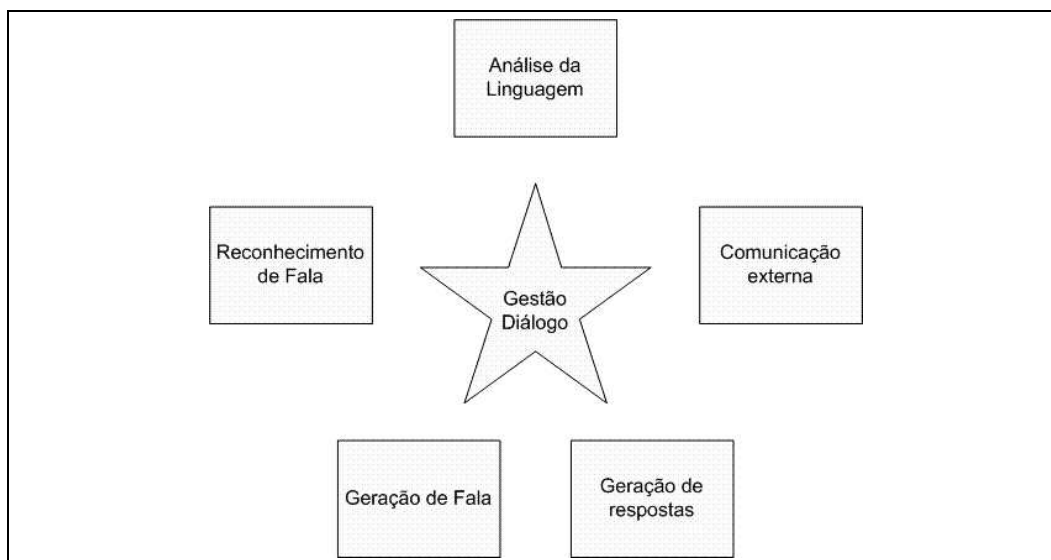 Análise da
Linguagem
Reconhecimento
de Fala
Comunicação
externa
Gestão
Diálogo
Geração de Fala
Geração de
respostas